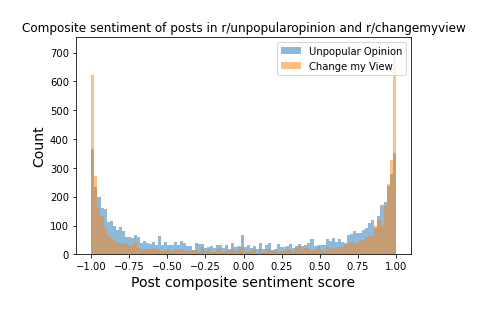 Composite sentiment of posts in r/unpopularopinion and r/changemyview
Unpopular Opinion
Change my View
Count
700
600
500
400
300
200
100
0
−1.00 −0.75 −0.50 −0.25 0.00 0.25 0.50 0.75 1.00
Post composite sentiment score